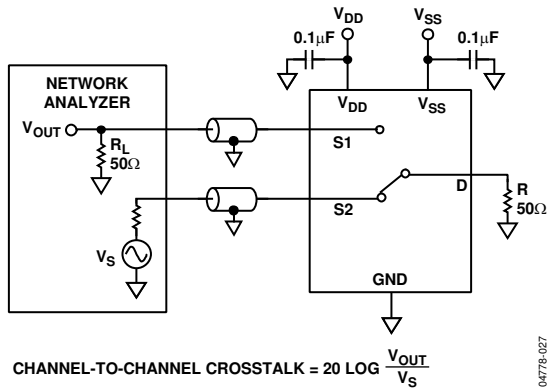 V_DD
V_SS
0.1μF
0.1μF
NETWORK
ANALYZER
V_DD
V_SS
V_OUT
R_L
50Ω
S1
S2
D
R
50Ω
V_S
GND
CHANNEL-TO-CHANNEL CROSSTALK = 20 LOG V_OUT / V_S
04778-027